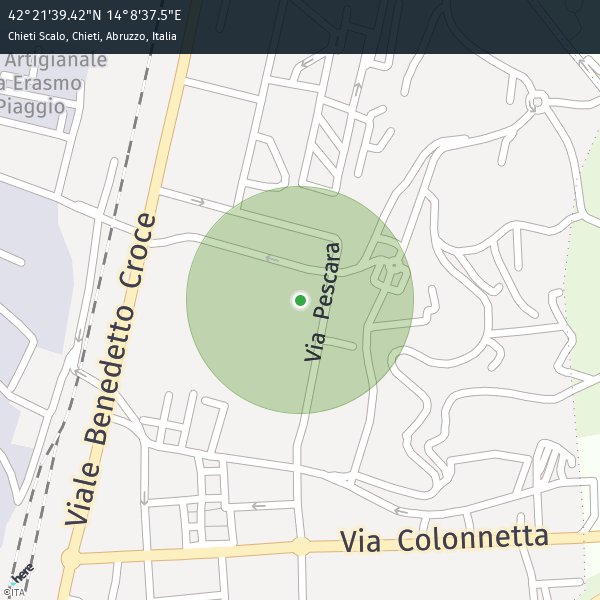 42°21'39.42"N 14°8'37.5"E
Chieti Scalo, Chieti, Abruzzo, Italia
Artigianale
a Erasmo
Piaggio
Viale Benedetto Croce
Via Pescara
Via Colonnetta
here
©ITA